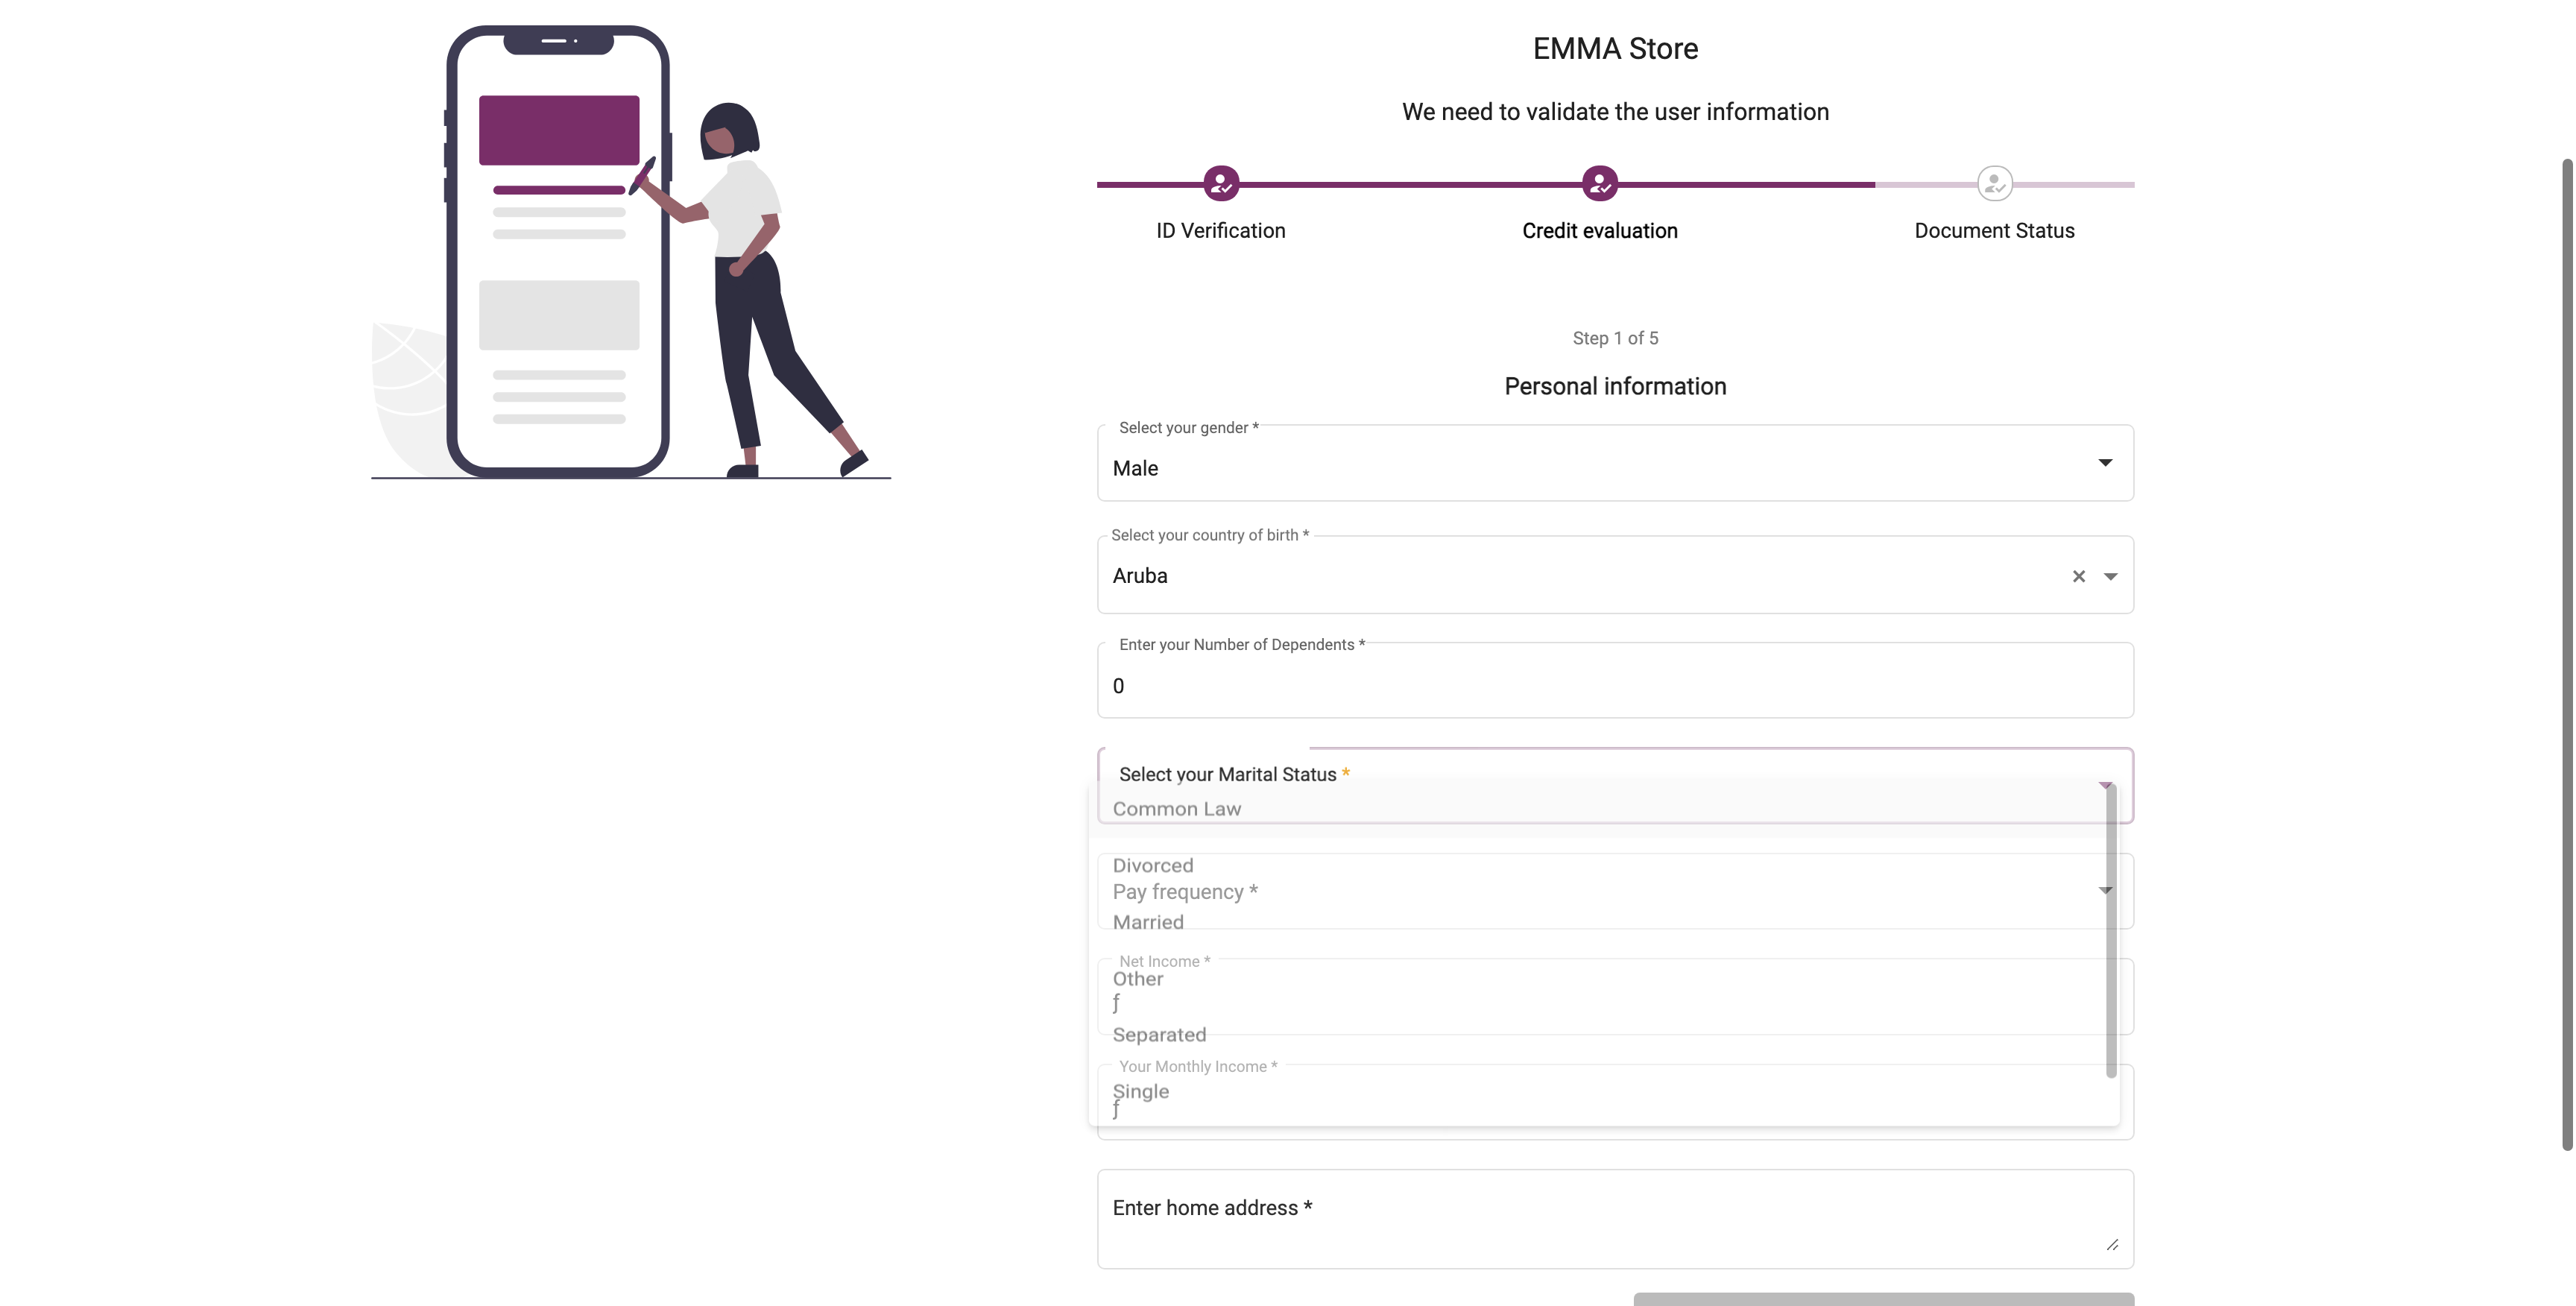 EMMA Store
We need to validate the user information
ID Verification
Credit evaluation
Document Status
Step 1 of 5
Personal information
Select your gender *
Male
Select your country of birth *
Aruba
Enter your Number of Dependents *
0
Select your Marital Status *
Common Law
Divorced
Pay frequency *
Married
Net Income *
Other
ƒ
Separated
Your Monthly Income *
Single
ƒ
Enter home address *